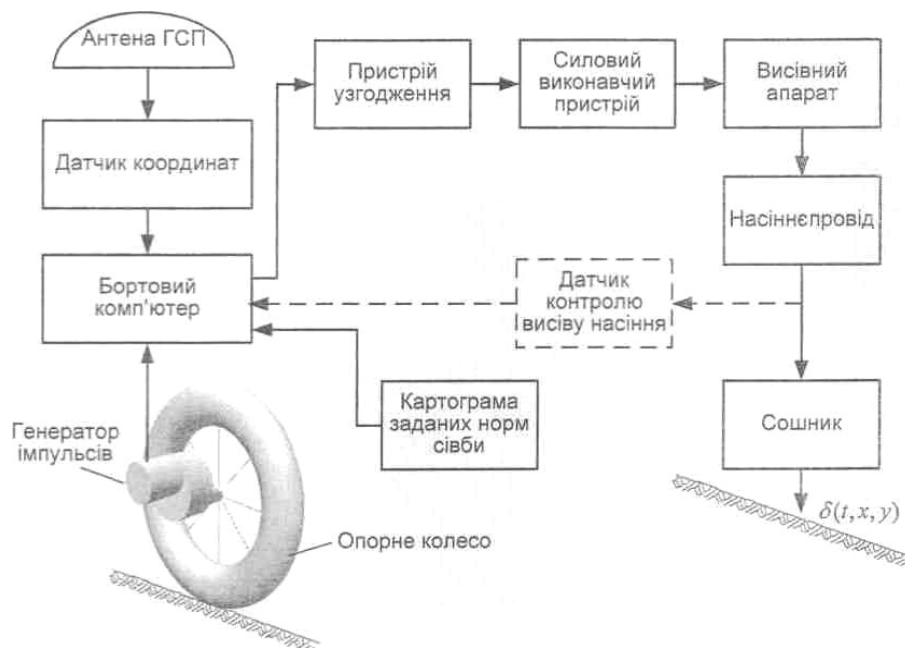 Антена ГСП
Датчик координат
Бортовий
комп'ютер
Пристрій
узгодження
Силовий
виконавчий
пристрій
Висівний
апарат
Насіннєпровід
Датчик
контролю
висіву насіння
Картограма
заданих норм
сівби
Сошник
Генератор
імпульсів
Опорне колесо
δ(t,x,y)